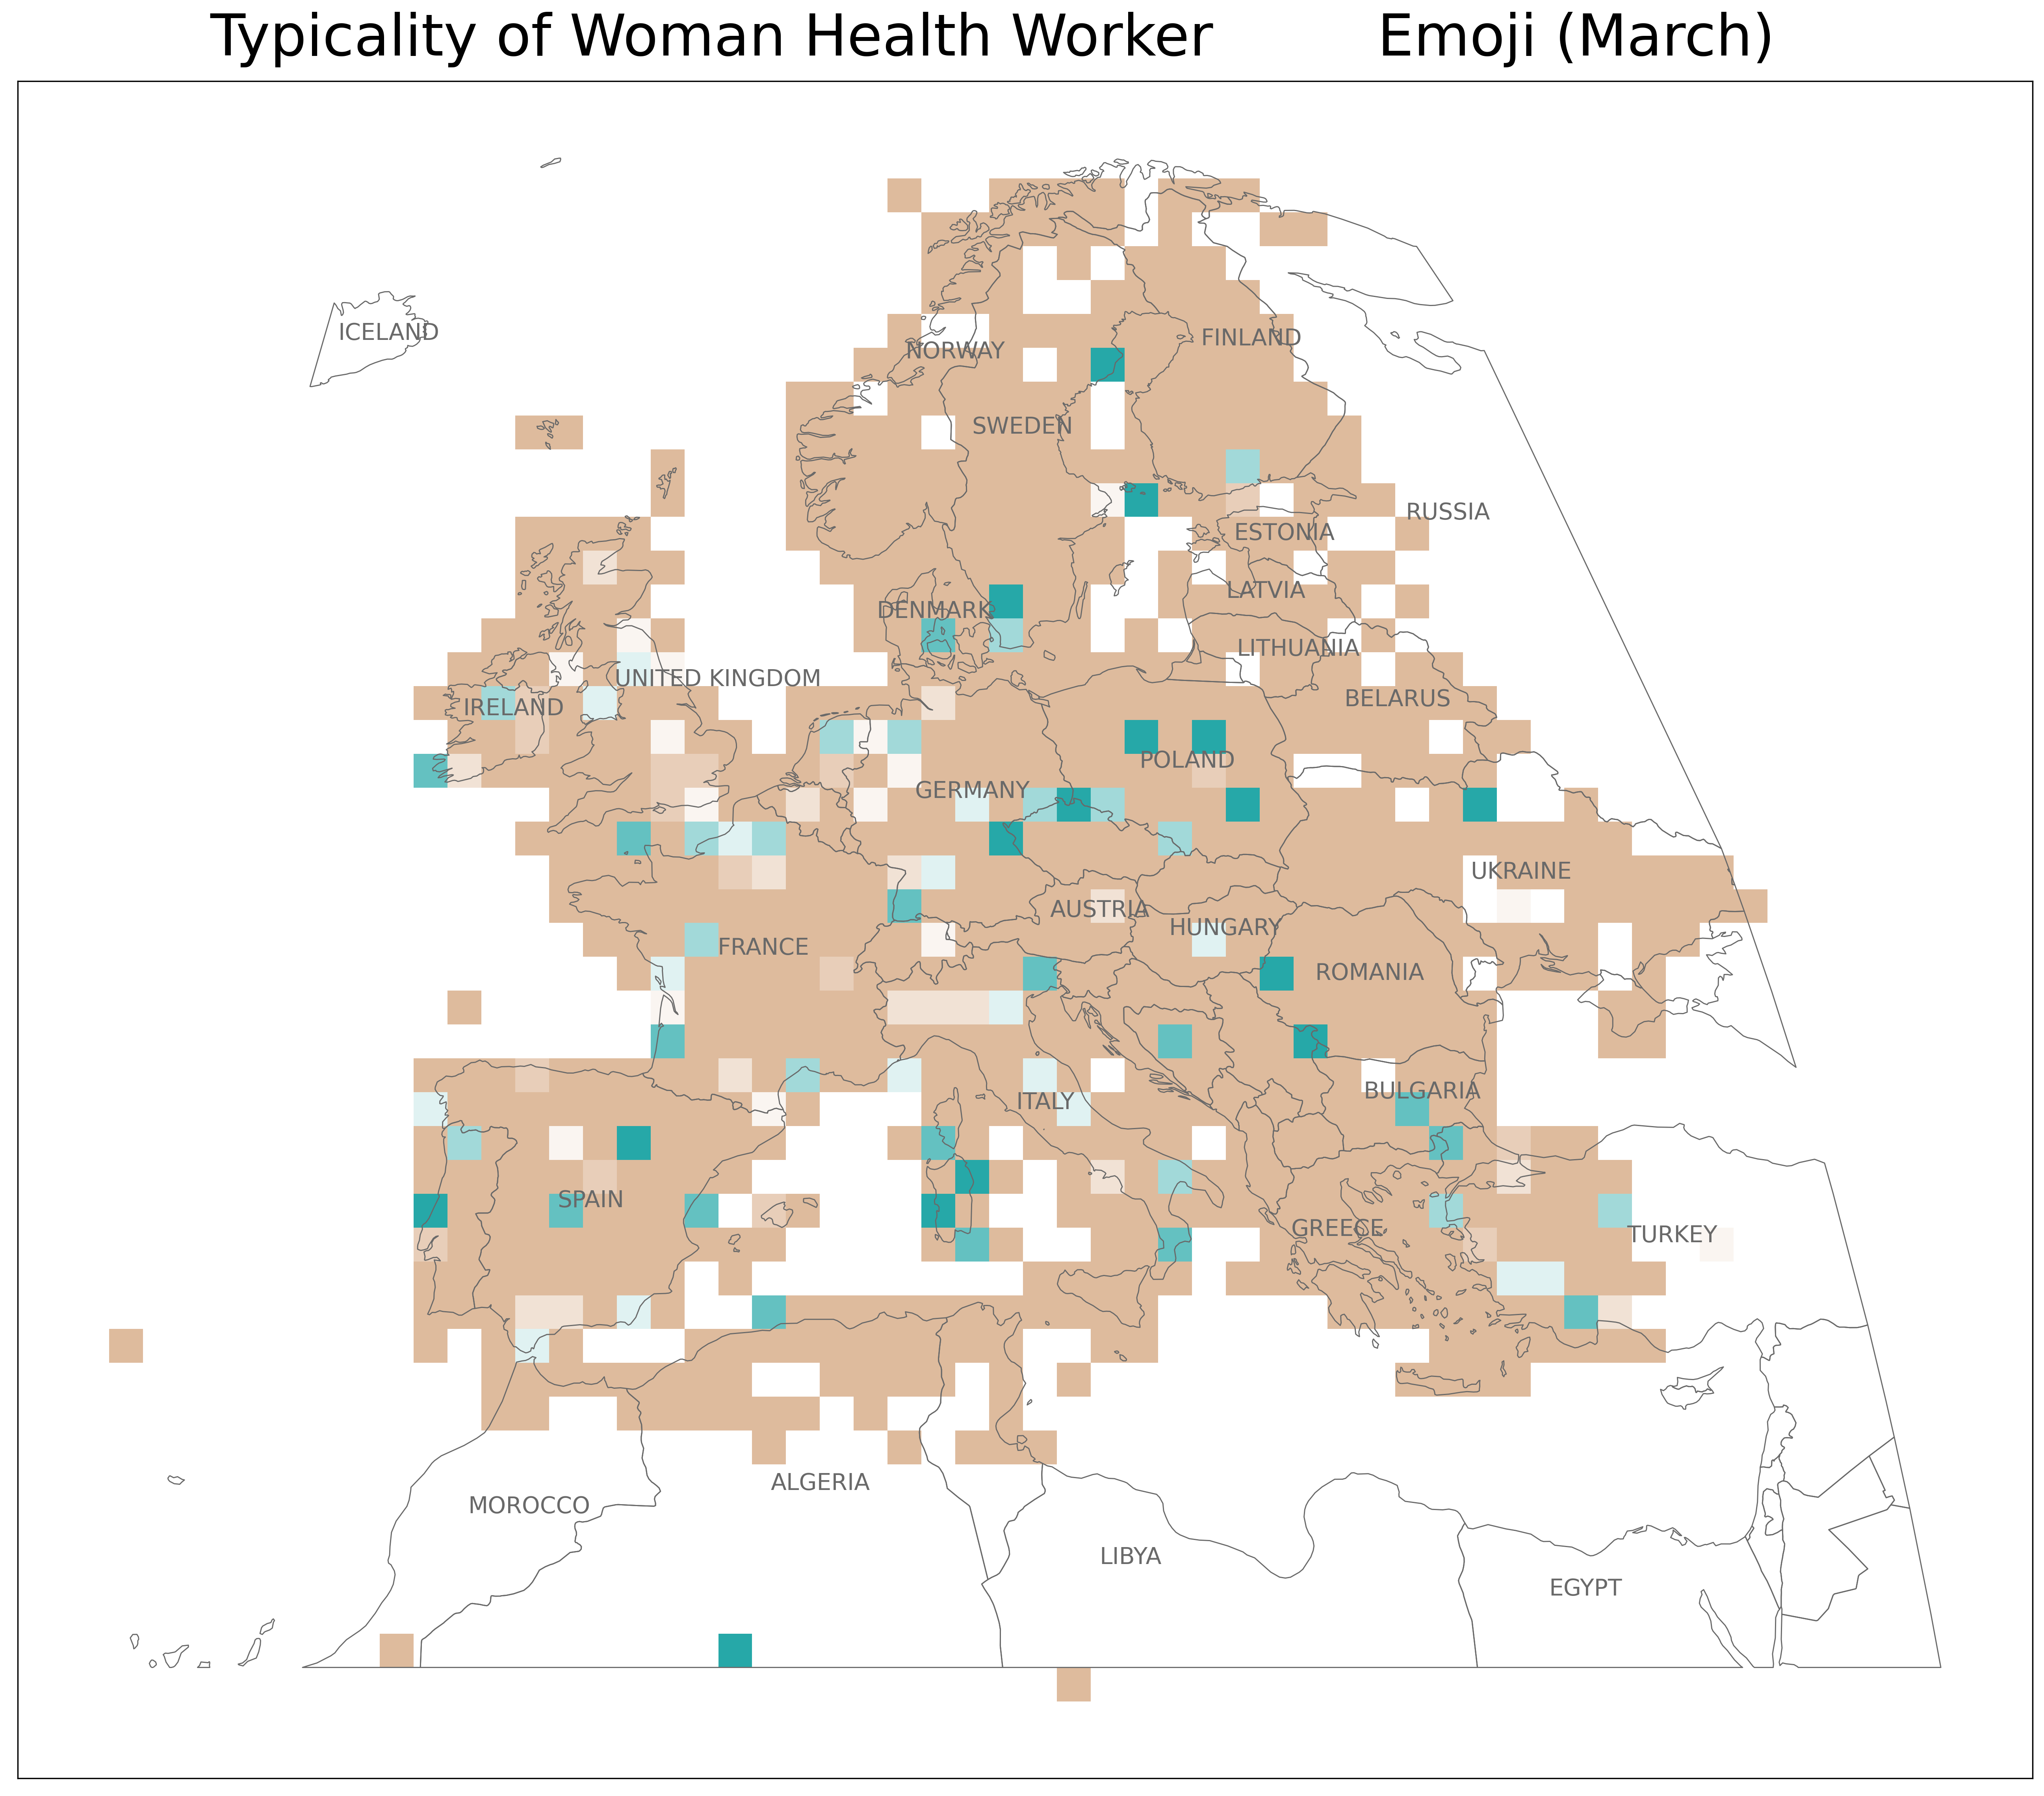 Typicality of Woman Health Worker Emoji (March)
ICELAND
FINLAND
NORWAY
SWEDEN
RUSSIA
ESTONIA
LATVIA
DENMARK
LITHUANIA
UNITED KINGDOM
BELARUS
IRELAND
POLAND
GERMANY
UKRAINE
AUSTRIA
HUNGARY
FRANCE
ROMANIA
BULGARIA
ITALY
SPAIN
GREECE
TURKEY
ALGERIA
MOROCCO
LIBYA
EGYPT